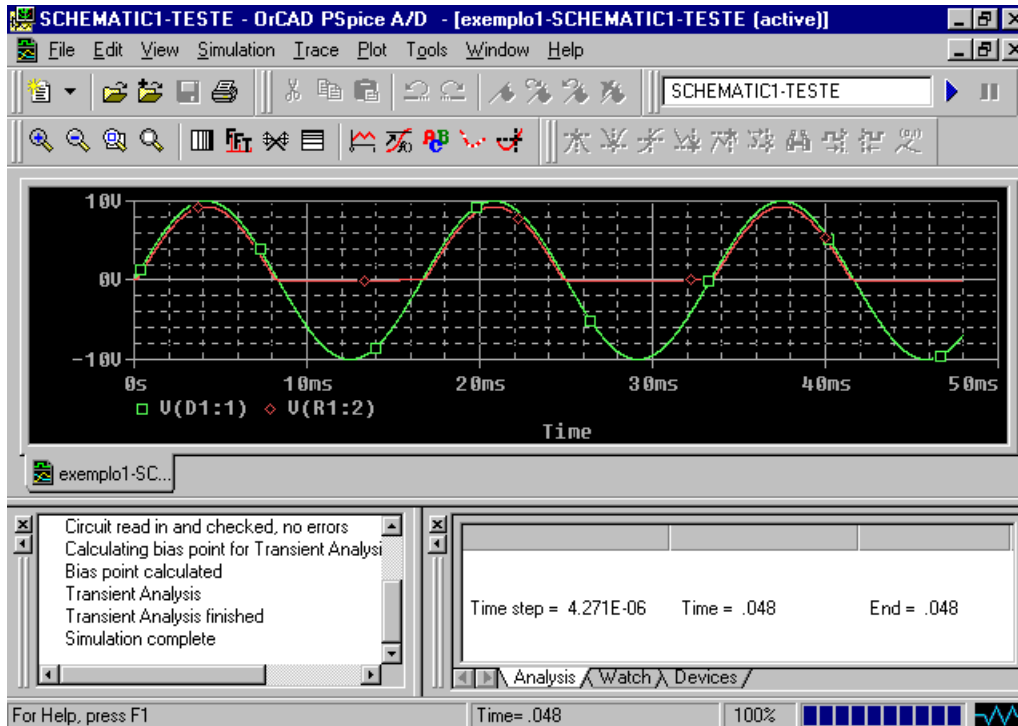 SCHEMATIC1-TESTE - OrCAD PSpice A/D - [exemplo1-SCHEMATIC1-TESTE (active)]
File Edit View Simulation Trace Plot Tools Window Help
SCHEMATIC1-TESTE
FFT
ABC
10V
0V
-10V
0s 10ms 20ms 30ms 40ms 50ms
V(D1:1) V(R1:2)
Time
exemplo1-SC...
Circuit read in and checked, no errors
Calculating bias point for Transient Analysi
Bias point calculated
Transient Analysis
Transient Analysis finished
Simulation complete
Time step = 4.271E-06 Time = .048 End = .048
Analysis Watch Devices
For Help, press F1 Time= .048 100%